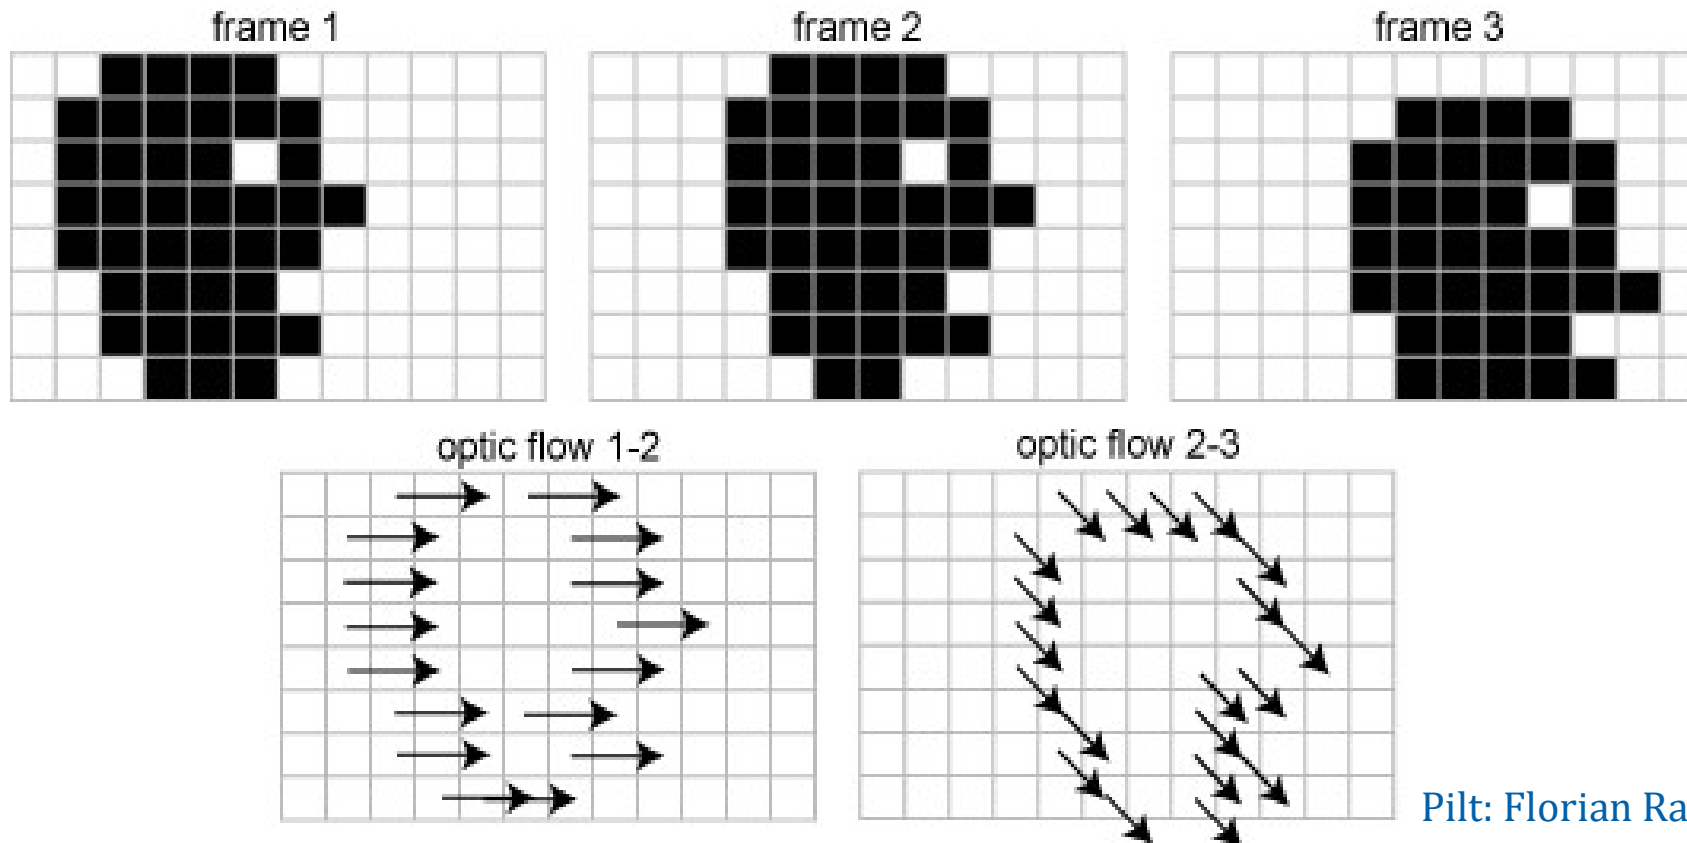 frame 1
frame 2
frame 3
optic flow 1-2
optic flow 2-3
Pilt: Florian Ra